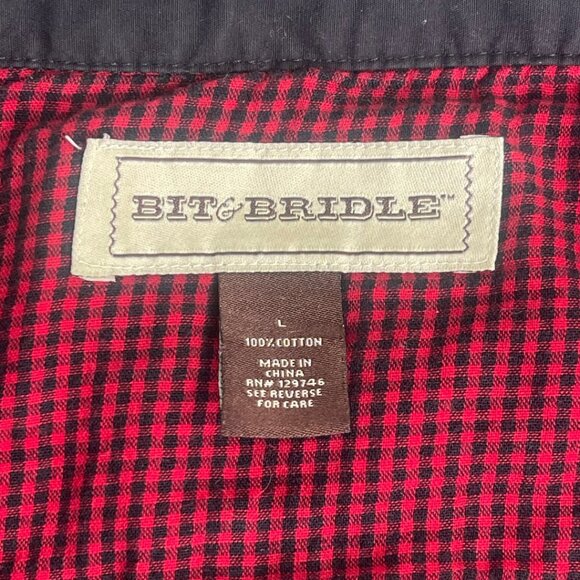 BIT & BRIDLE™
L
100% COTTON
MADE IN
CHINA
RN# 129746
SEE REVERSE
FOR CARE